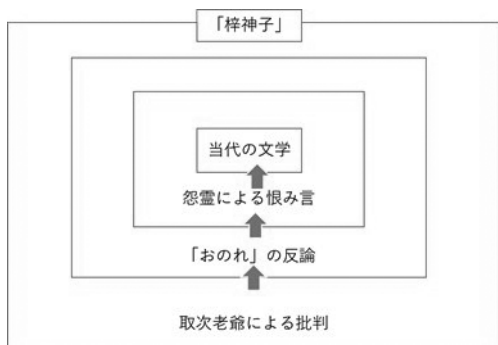 「梓神子」
当代の文学
怨霊による恨み言
「おのれ」の反論
取次老爺による批判